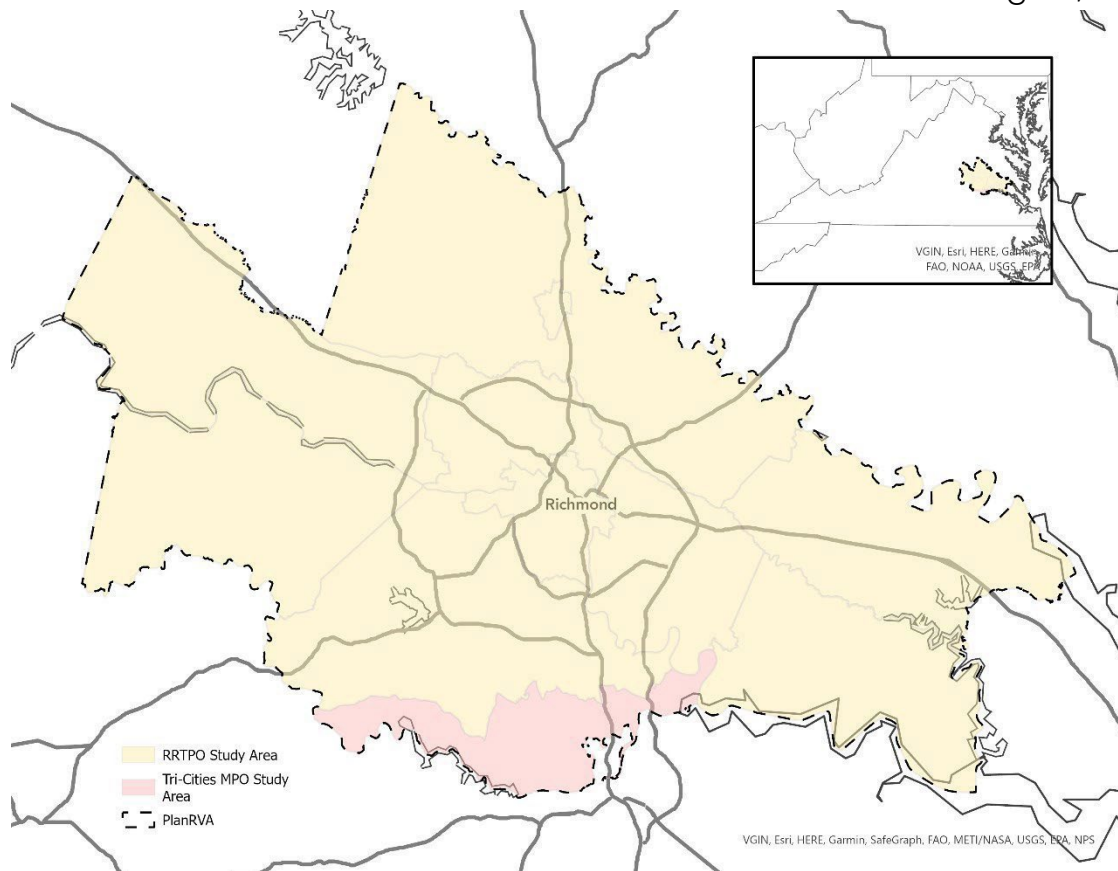 VGIN, Esri, HERE, Garmin,
FAO, NOAA, USGS, EPA
Richmond
RRTPO Study Area
Tri-Cities MPO Study
Area
PlanRVA
VGIN, Esri, HERE, Garmin, SafeGraph, FAO, METI/NASA, USGS, EPA, NPS